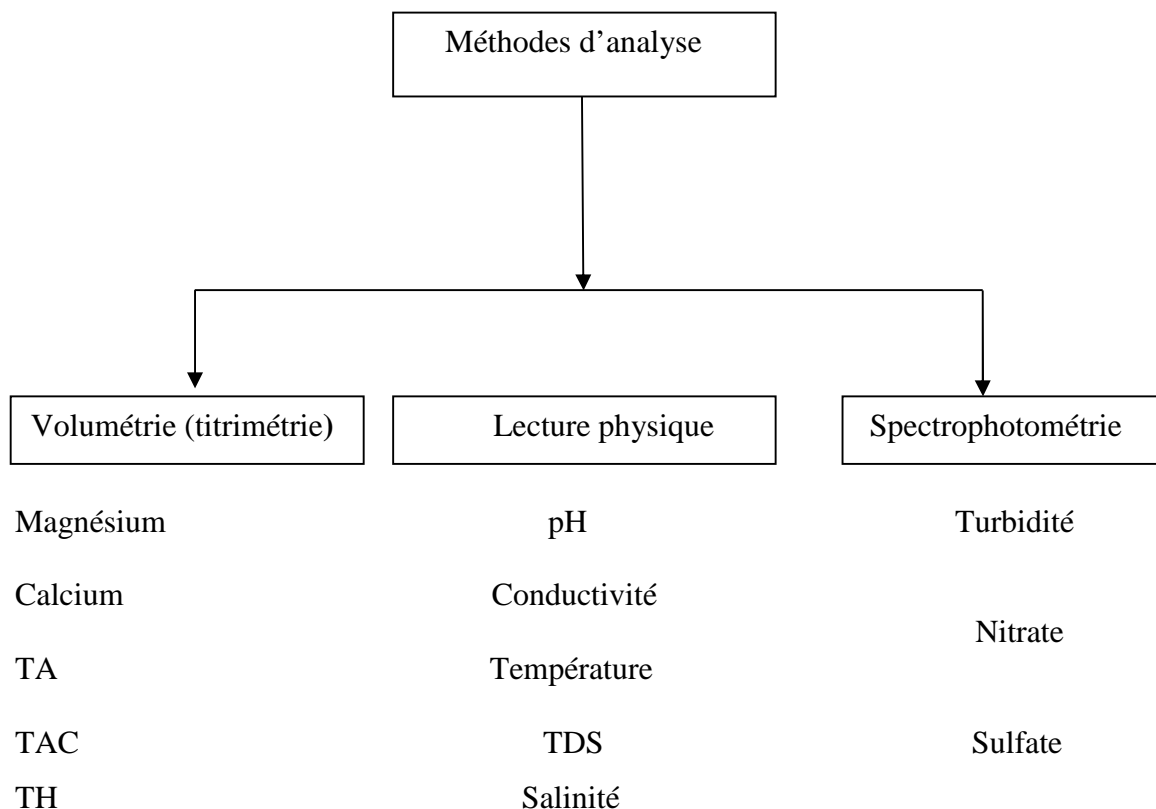 Méthodes d’analyse
Volumétrie (titrimétrie)
Lecture physique
Spectrophotométrie
Magnésium
pH
Turbidité
Calcium
Conductivité
Nitrate
TA
Température
TAC
TDS
Sulfate
TH
Salinité